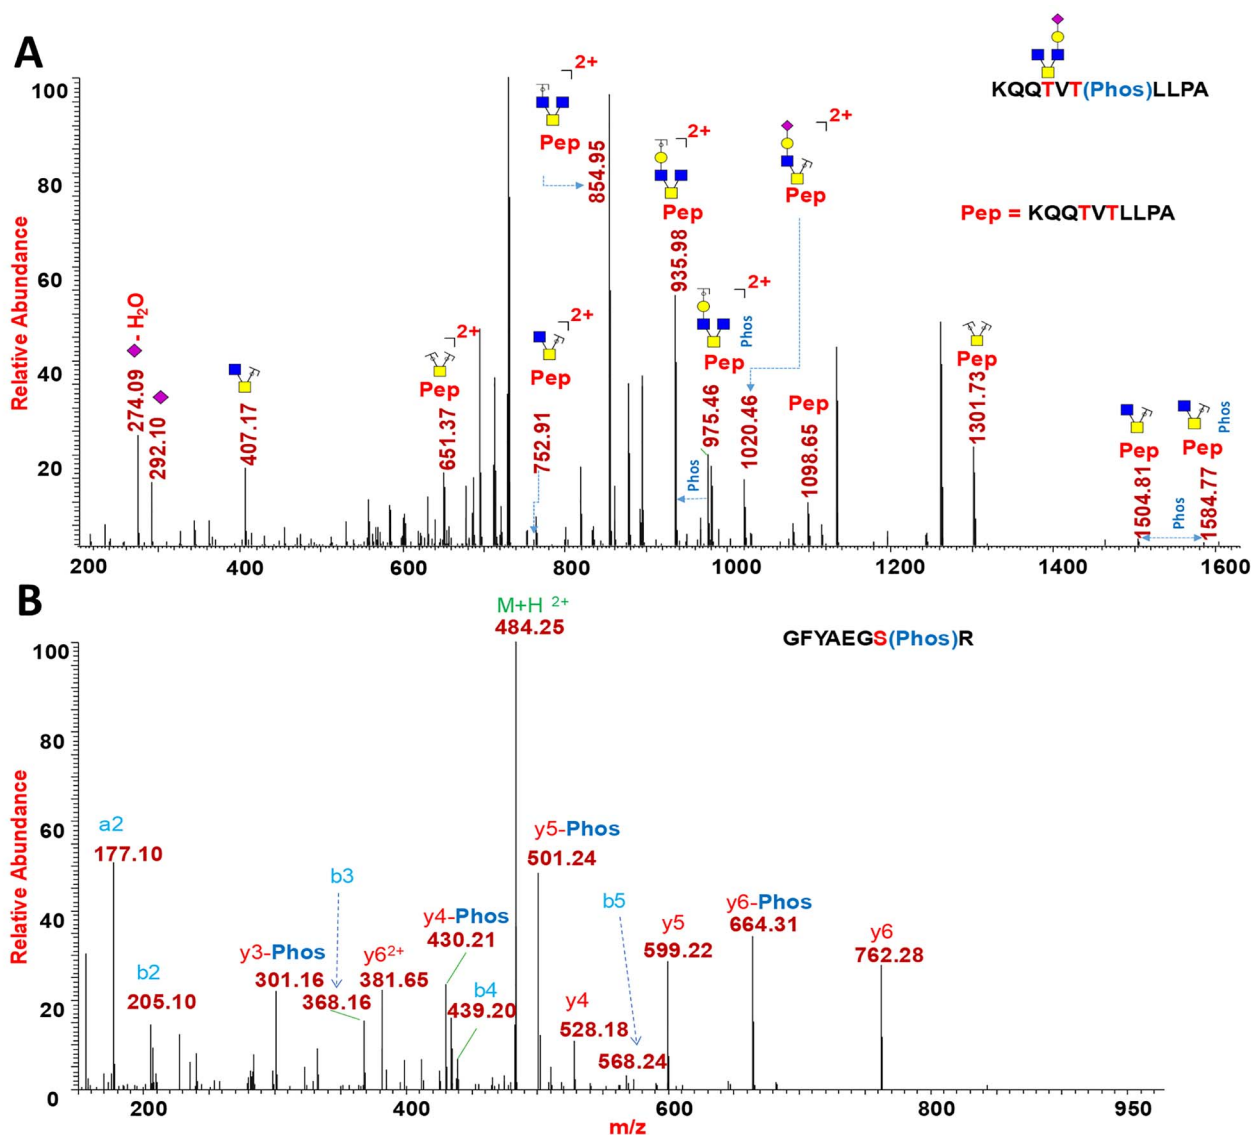 A
KQQTVT(Phos)LLPA
Pep = KQQTVTLLPA
Relative Abundance
100
80
60
40
20
274.09 - H2O
292.10
407.17
2+
Pep
651.37
2+
Pep
752.91
2+
Pep
854.95
2+
Pep
935.98
2+
Phos
Pep
975.46
Phos
2+
Pep
1020.46
Pep
1098.65
Pep
1301.73
Pep
1504.81
Phos
Phos
Pep
1584.77
200 400 600 800 1000 1200 1400 1600
B
M+H 2+
484.25
GFYAEGS(Phos)R
Relative Abundance
100
80
60
40
20
0
a2
177.10
b2
205.10
y3-Phos
301.16
b3
368.16
y6 2+
381.65
y4-Phos
430.21
b4
439.20
y5-Phos
501.24
y4
528.18
b5
568.24
y5
599.22
y6-Phos
664.31
y6
762.28
200 400 600 800 950
m/z